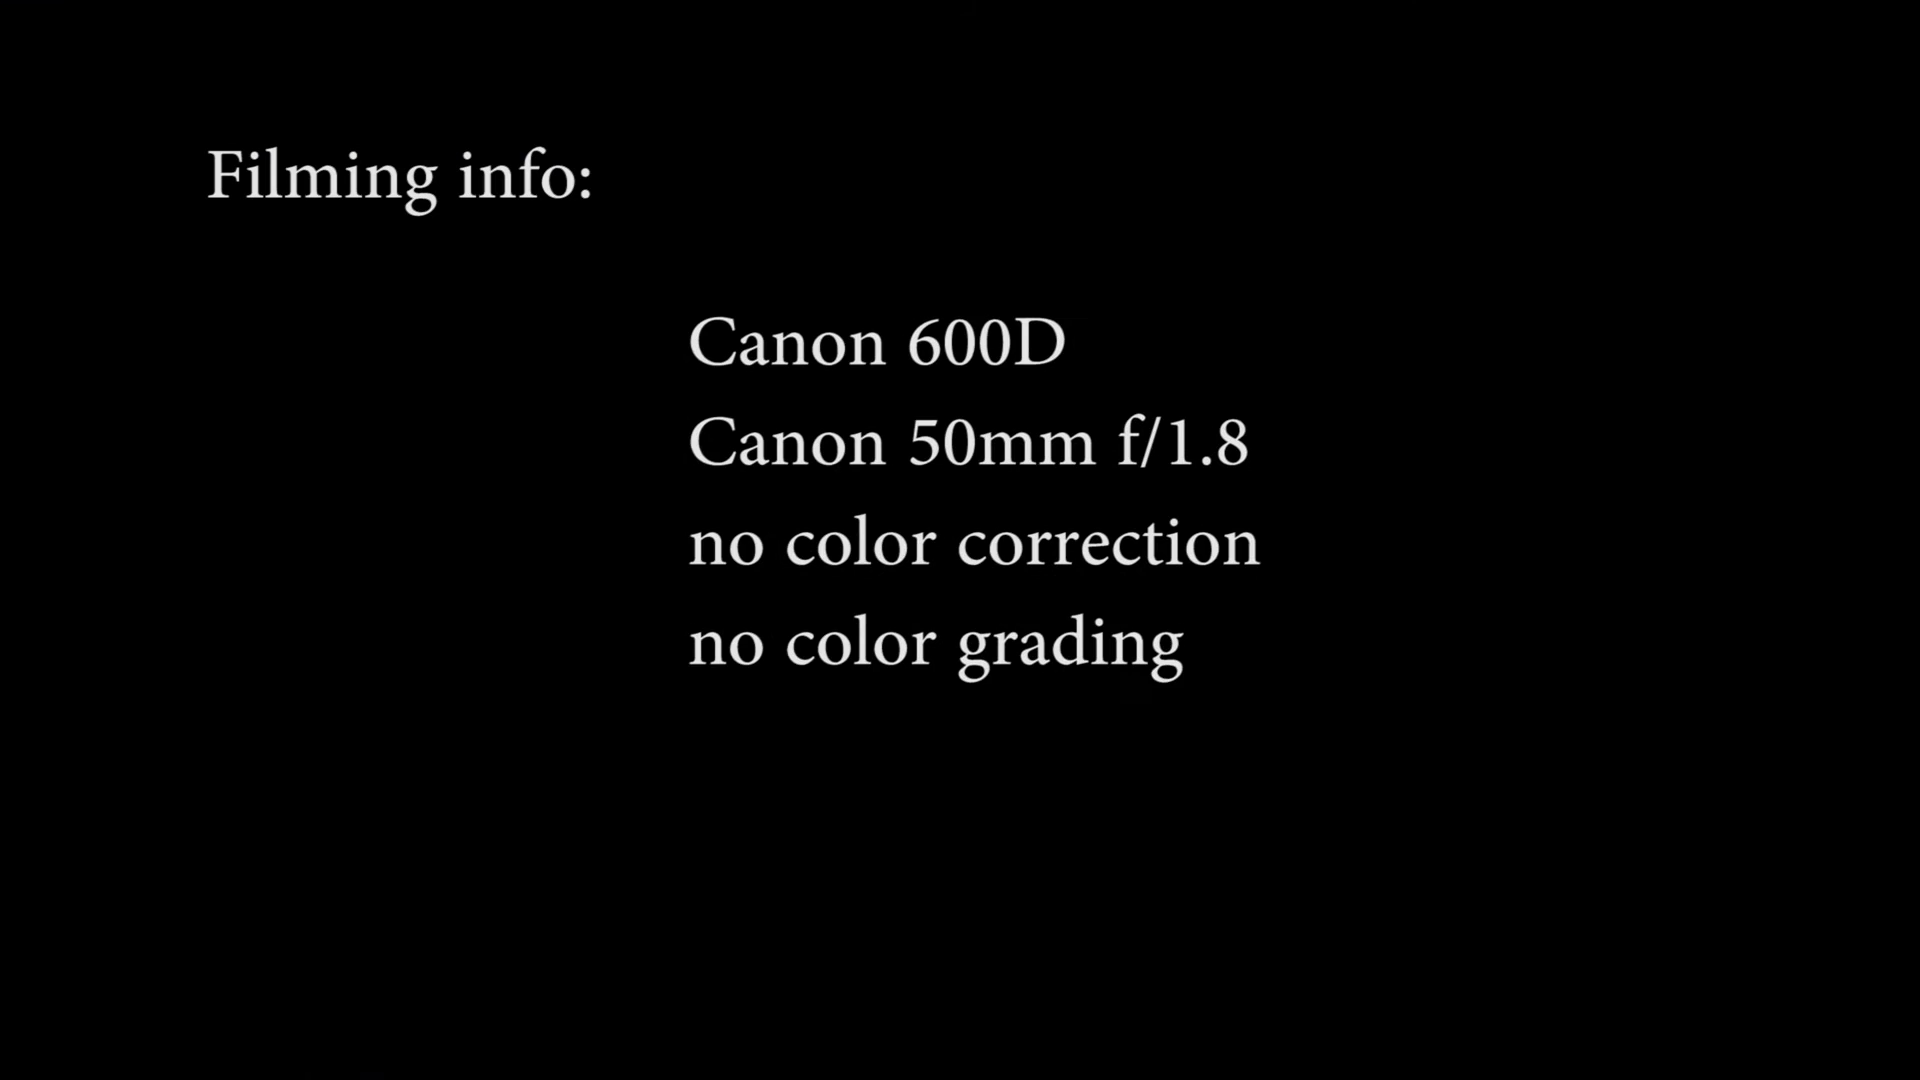 Filming info:
Canon 600D
Canon 50mm f/1.8
no color correction
no color grading